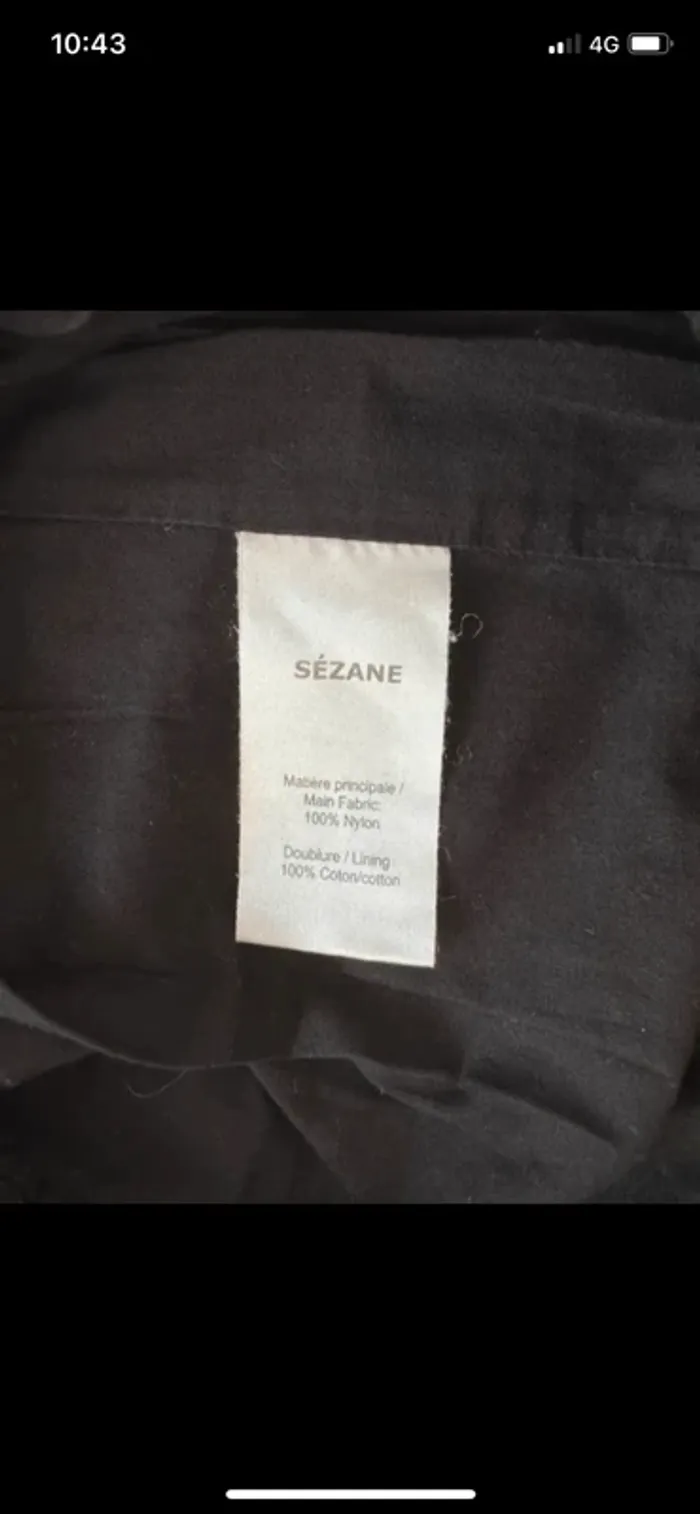 10:43
4G
SÉZANE
Matière principale /
Main Fabric:
100% Nylon
Doublure / Lining
100% Coton/cotton